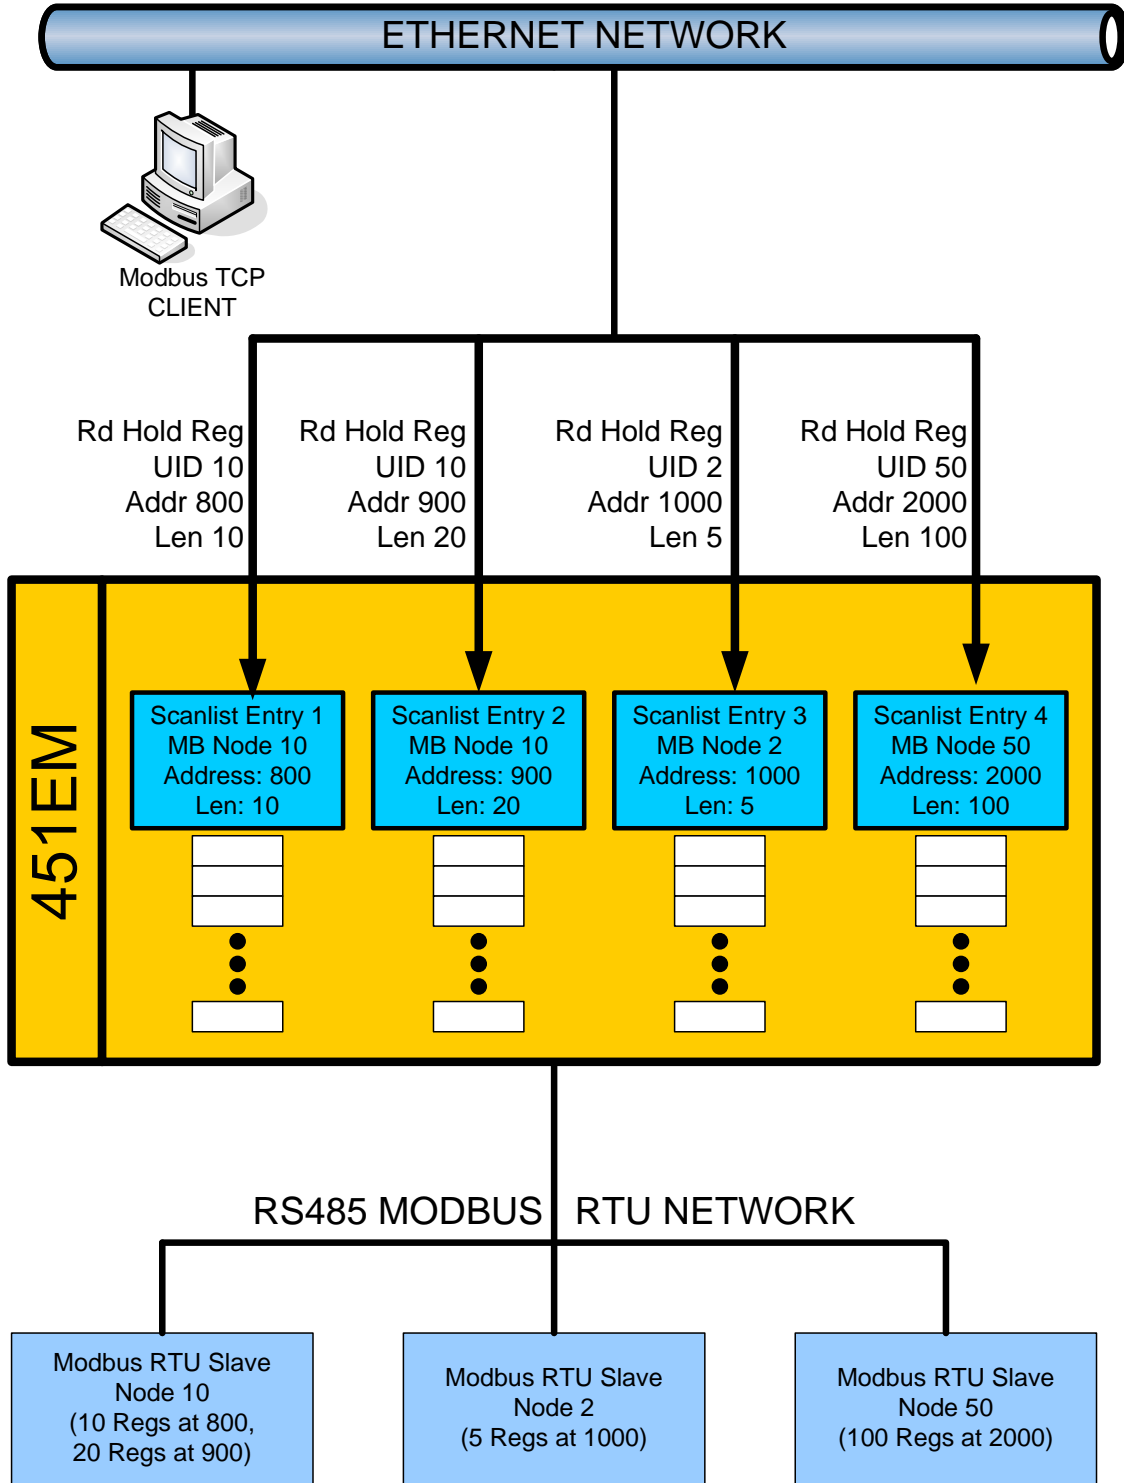 ETHERNET NETWORK
Modbus TCP
CLIENT
Rd Hold Reg
UID 10
Addr 800
Len 10
Rd Hold Reg
UID 10
Addr 900
Len 20
Rd Hold Reg
UID 2
Addr 1000
Len 5
Rd Hold Reg
UID 50
Addr 2000
Len 100
451EM
Scanlist Entry 1
MB Node 10
Address: 800
Len: 10
Scanlist Entry 2
MB Node 10
Address: 900
Len: 20
Scanlist Entry 3
MB Node 2
Address: 1000
Len: 5
Scanlist Entry 4
MB Node 50
Address: 2000
Len: 100
RS485 MODBUS RTU NETWORK
Modbus RTU Slave
Node 10
(10 Regs at 800,
20 Regs at 900)
Modbus RTU Slave
Node 2
(5 Regs at 1000)
Modbus RTU Slave
Node 50
(100 Regs at 2000)